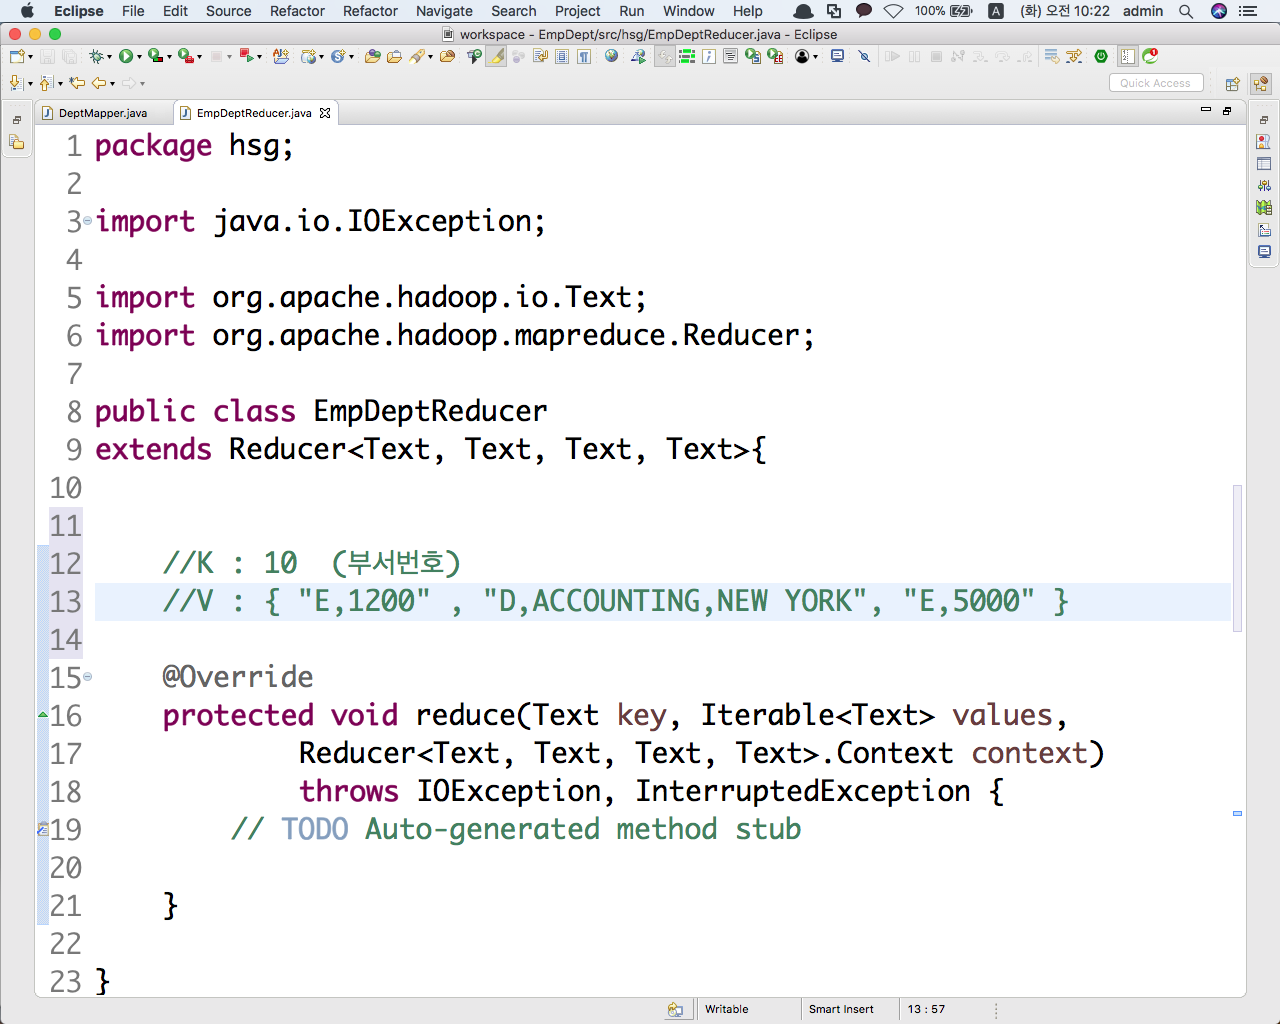 Eclipse File Edit Source Refactor Refactor Navigate Search Project Run Window Help 100% A (화) 오전 10:22 admin
workspace - EmpDept/src/hsg/EmpDeptReducer.java - Eclipse
Quick Access
DeptMapper.java EmpDeptReducer.java
1 package hsg;
2
3 import java.io.IOException;
4
5 import org.apache.hadoop.io.Text;
6 import org.apache.hadoop.mapreduce.Reducer;
7
8 public class EmpDeptReducer
9 extends Reducer<Text, Text, Text, Text>{
10
11
12 //K : 10 (부서번호)
13 //V : { "E,1200" , "D,ACCOUNTING,NEW YORK", "E,5000" }
14
15 @Override
16 protected void reduce(Text key, Iterable<Text> values,
17 Reducer<Text, Text, Text, Text>.Context context)
18 throws IOException, InterruptedException {
19 // TODO Auto-generated method stub
20
21 }
22
23 }
Writable Smart Insert 13 : 57